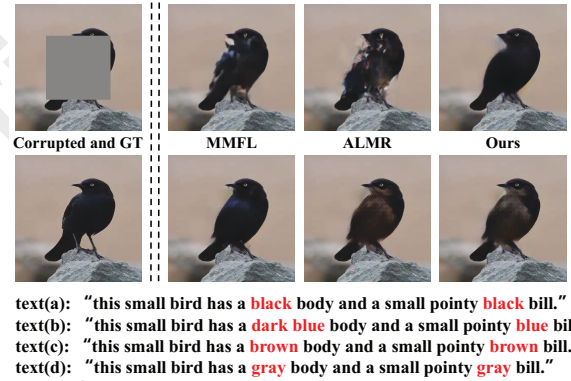 Corrupted and GT MMFL ALMR Ours
text(a): “this small bird has a black body and a small pointy black bill.”
text(b): “this small bird has a dark blue body and a small pointy blue bil
text(c): “this small bird has a brown body and a small pointy brown bill.
text(d): “this small bird has a gray body and a small pointy gray bill.”